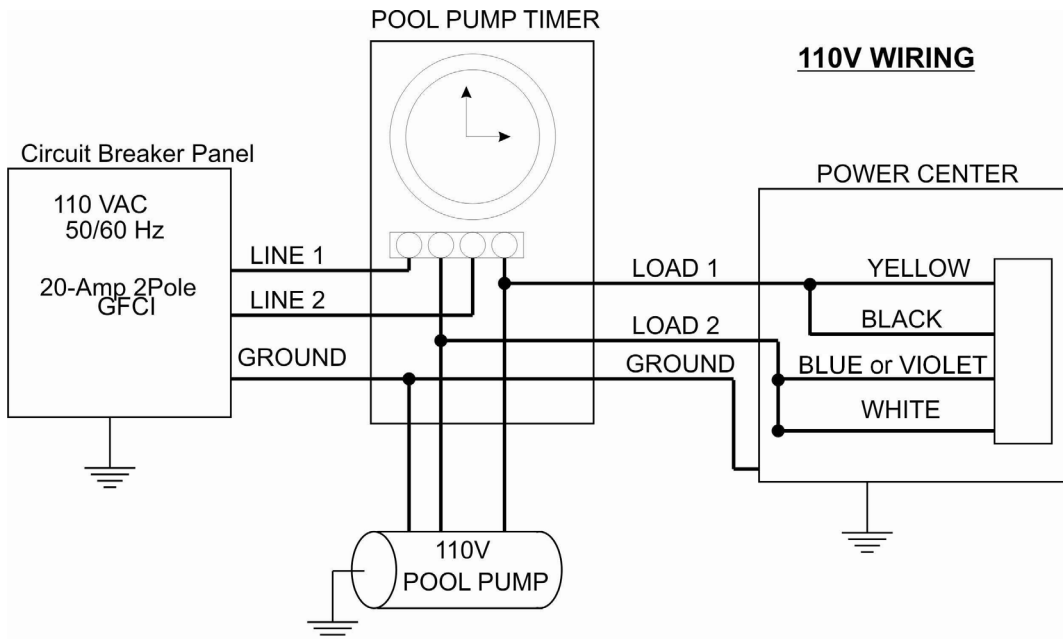 POOL PUMP TIMER
110V WIRING
Circuit Breaker Panel
110 VAC
50/60 Hz
20-Amp 2Pole
GFCI
POWER CENTER
LINE 1
LINE 2
GROUND
LOAD 1
LOAD 2
GROUND
YELLOW
BLACK
BLUE or VIOLET
WHITE
110V
POOL PUMP